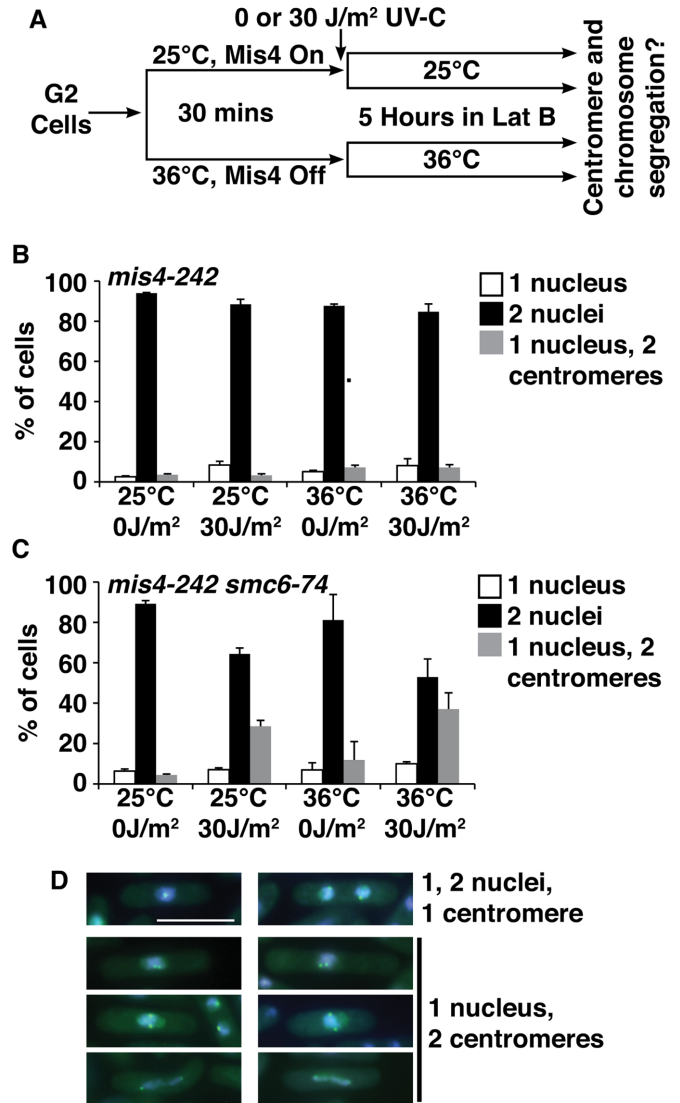 A
0 or 30 J/m² UV-C
25°C, Mis4 On
25°C
G2
Cells
30 mins
5 Hours in Lat B
36°C, Mis4 Off
36°C
Centromere and
chromosome
segregation?
B
mis4-242
% of cells
100
80
60
40
20
0
25°C
0J/m²
25°C
30J/m²
36°C
0J/m²
36°C
30J/m²
1 nucleus
2 nuclei
1 nucleus, 2
centromeres
C
mis4-242 smc6-74
% of cells
100
80
60
40
20
0
25°C
0J/m²
25°C
30J/m²
36°C
0J/m²
36°C
30J/m²
1 nucleus
2 nuclei
1 nucleus, 2
centromeres
D
1, 2 nuclei,
1 centromere
1 nucleus,
2 centromeres